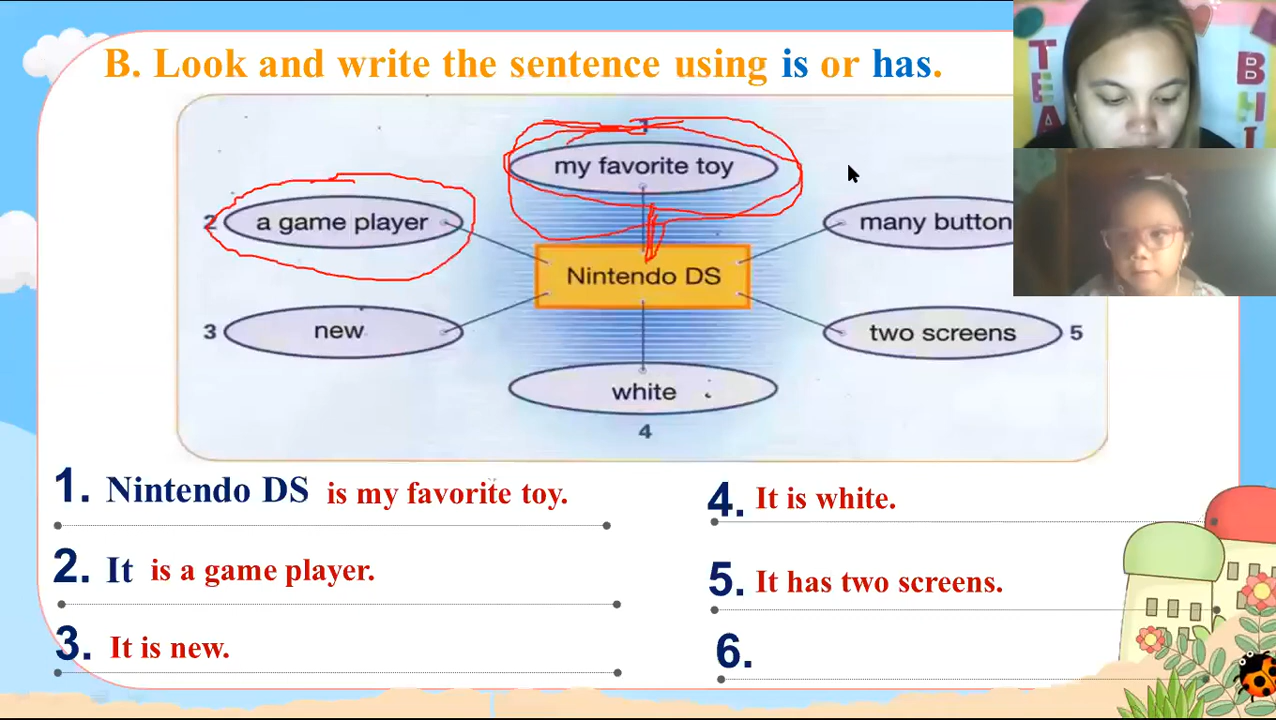 B. Look and write the sentence using is or has.
1
my favorite toy
2 a game player
many button
Nintendo DS
3 new
two screens 5
white
4
1. Nintendo DS is my favorite toy.
2. It is a game player.
3. It is new.
4. It is white.
5. It has two screens.
6.